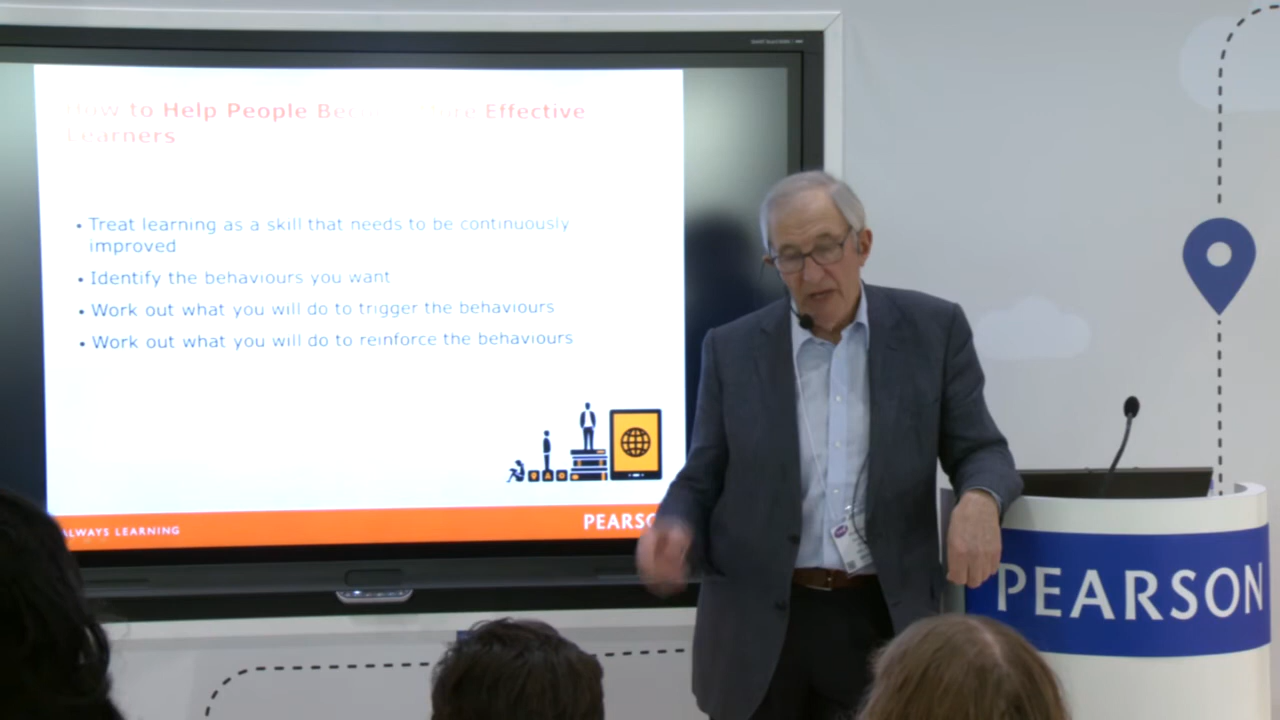 How to Help People Become More Effective
Learners
• Treat learning as a skill that needs to be continuously
improved
• Identify the behaviours you want
• Work out what you will do to trigger the behaviours
• Work out what you will do to reinforce the behaviours
ALWAYS LEARNING
PEARSO
PEARSON